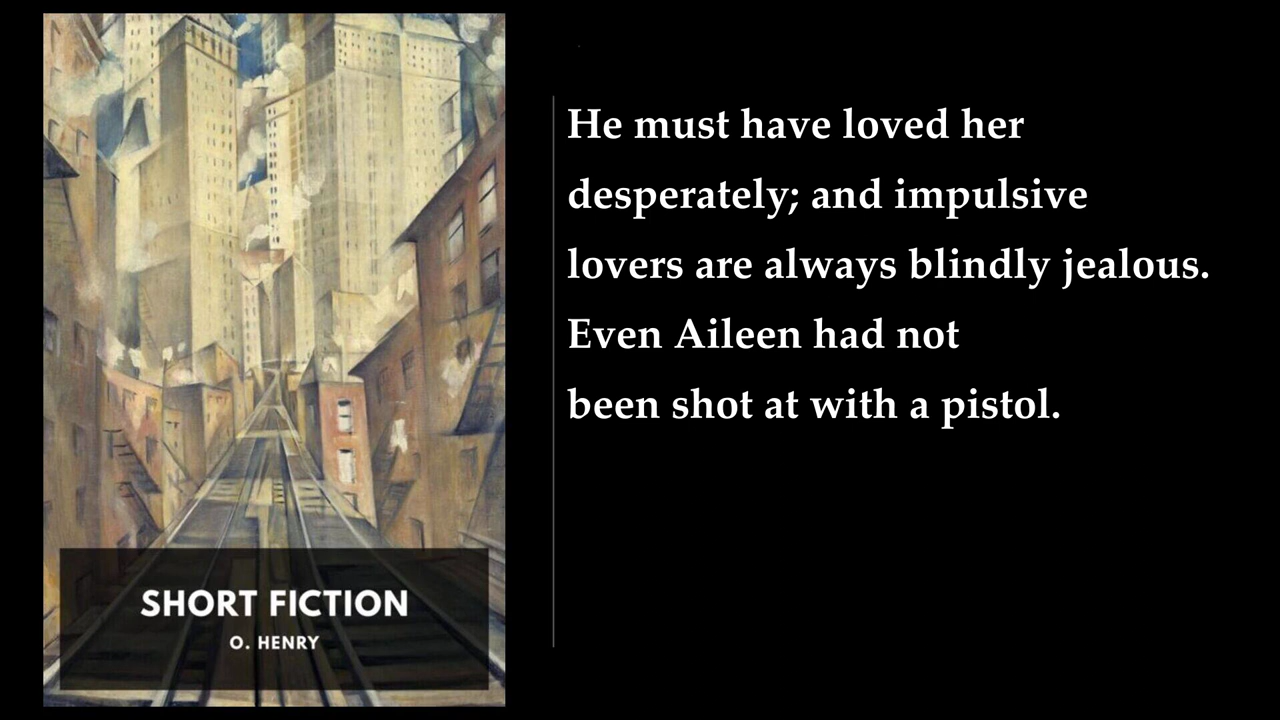 SHORT FICTION
O. HENRY
He must have loved her
desperately; and impulsive
lovers are always blindly jealous.
Even Aileen had not
been shot at with a pistol.